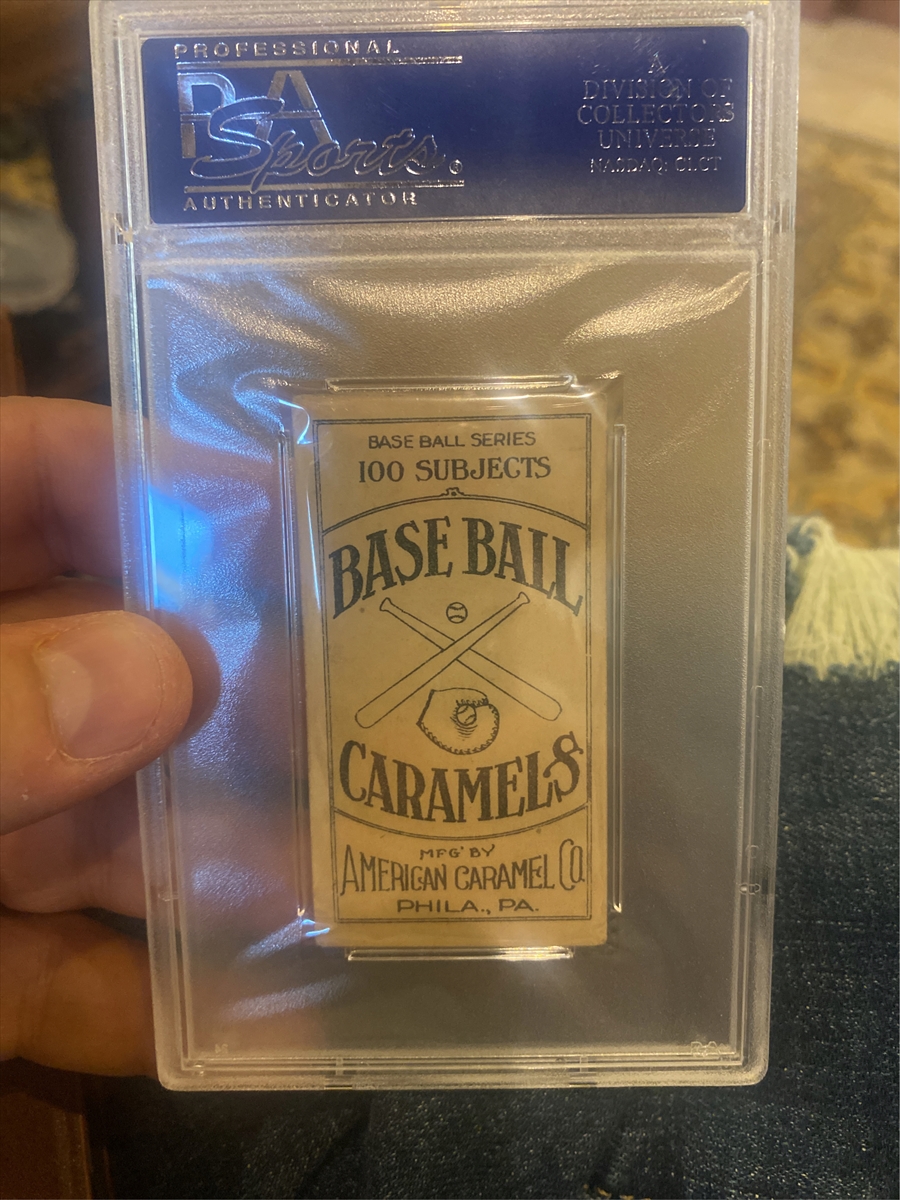 PROFESSIONAL
PSA
Sports
AUTHENTICATOR
A
DIVISION OF
COLLECTORS
UNIVERSE
NASDAQ: CLCT
BASE BALL SERIES
100 SUBJECTS
BASE BALL
CARAMELS
MFG' BY
AMERICAN CARAMEL CO.
PHILA., PA.